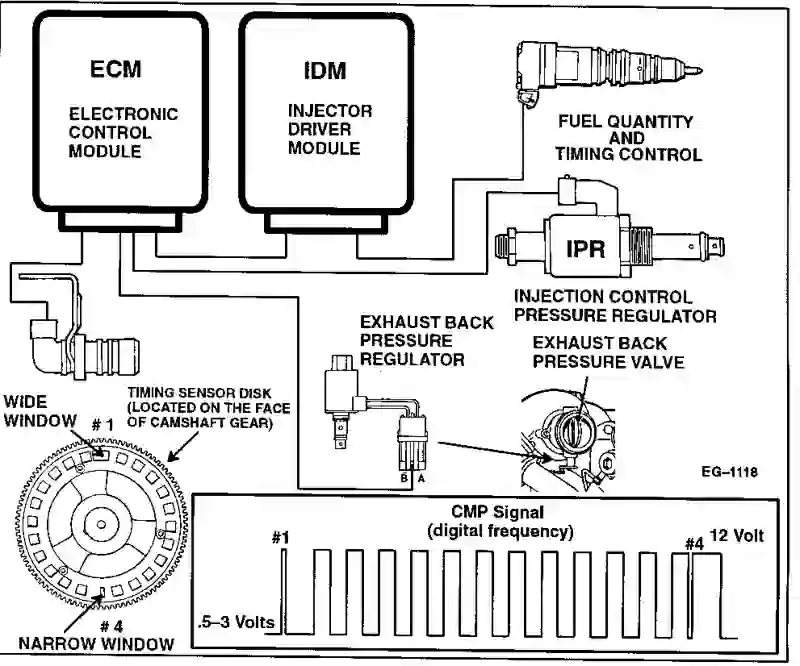 ECM
ELECTRONIC
CONTROL
MODULE
IDM
INJECTOR
DRIVER
MODULE
FUEL QUANTITY
AND
TIMING CONTROL
IPR
INJECTION CONTROL
PRESSURE REGULATOR
EXHAUST BACK
PRESSURE
REGULATOR
EXHAUST BACK
PRESSURE VALVE
WIDE
WINDOW
# 1
TIMING SENSOR DISK
(LOCATED ON THE FACE
OF CAMSHAFT GEAR)
B A
EG–1118
# 4
NARROW WINDOW
CMP Signal
(digital frequency)
#1
#4
12 Volt
.5–3 Volts